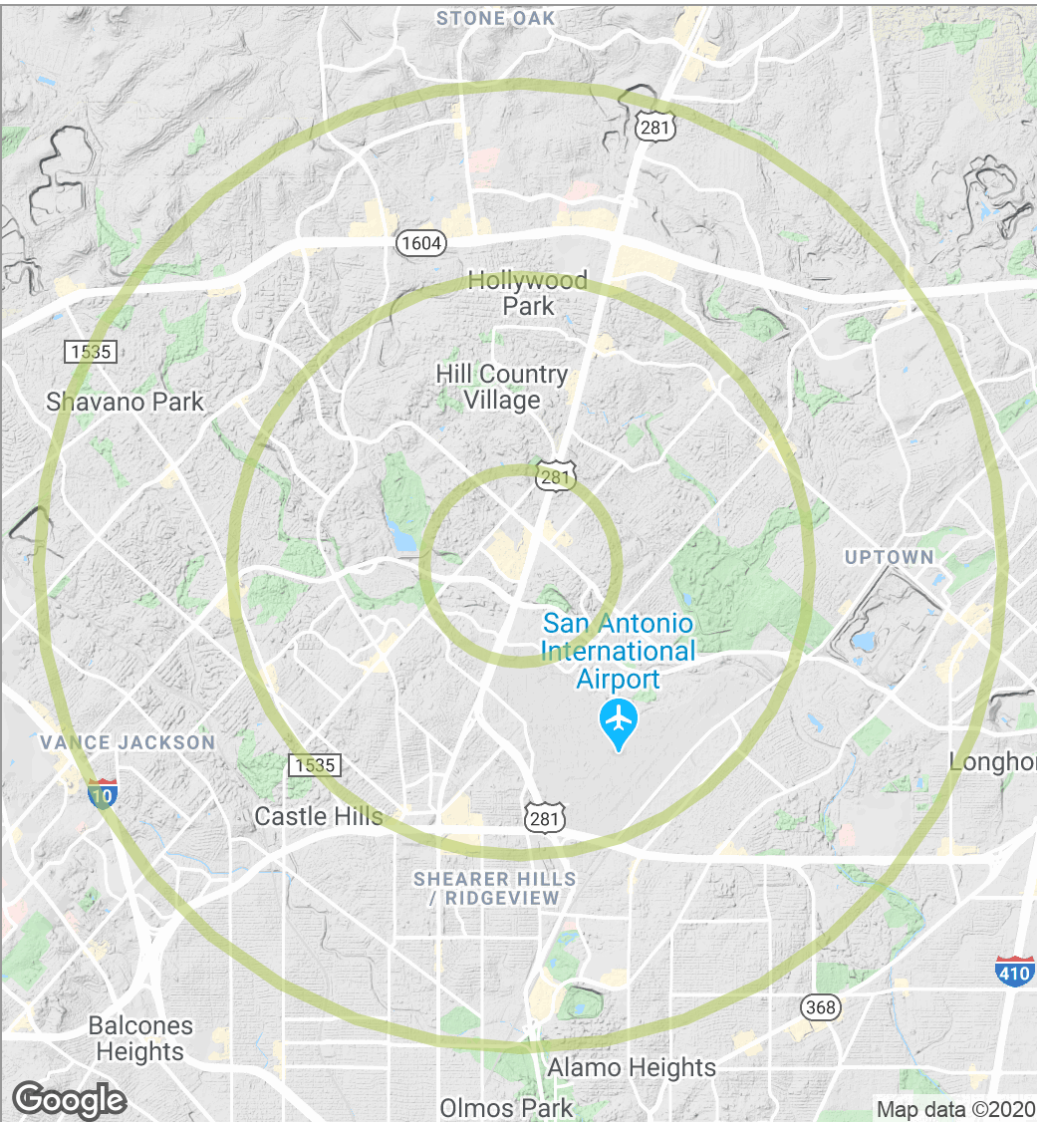 STONE OAK
281
1604
Hollywood
Park
1535
Hill Country
Village
Shavano Park
281
UPTOWN
San Antonio
International
Airport
VANCE JACKSON
1535
Longho
10
Castle Hills
281
SHEARER HILLS
/ RIDGEVIEW
410
368
Balcones
Heights
Alamo Heights
Google
Olmos Park
Map data ©2020